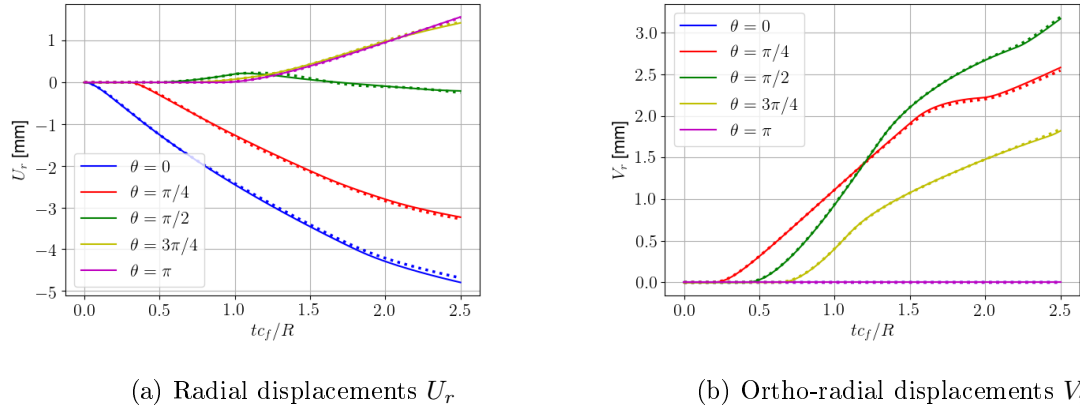 1
0
−1
−2
−3
−4
−5
U_r [mm]
θ = 0
θ = π/4
θ = π/2
θ = 3π/4
θ = π
0.0 0.5 1.0 1.5 2.0 2.5
tc_f/R
3.0
2.5
2.0
1.5
1.0
0.5
0.0
V_r [mm]
θ = 0
θ = π/4
θ = π/2
θ = 3π/4
θ = π
0.0 0.5 1.0 1.5 2.0 2.5
tc_f/R
(a) Radial displacements U_r
(b) Ortho-radial displacements V